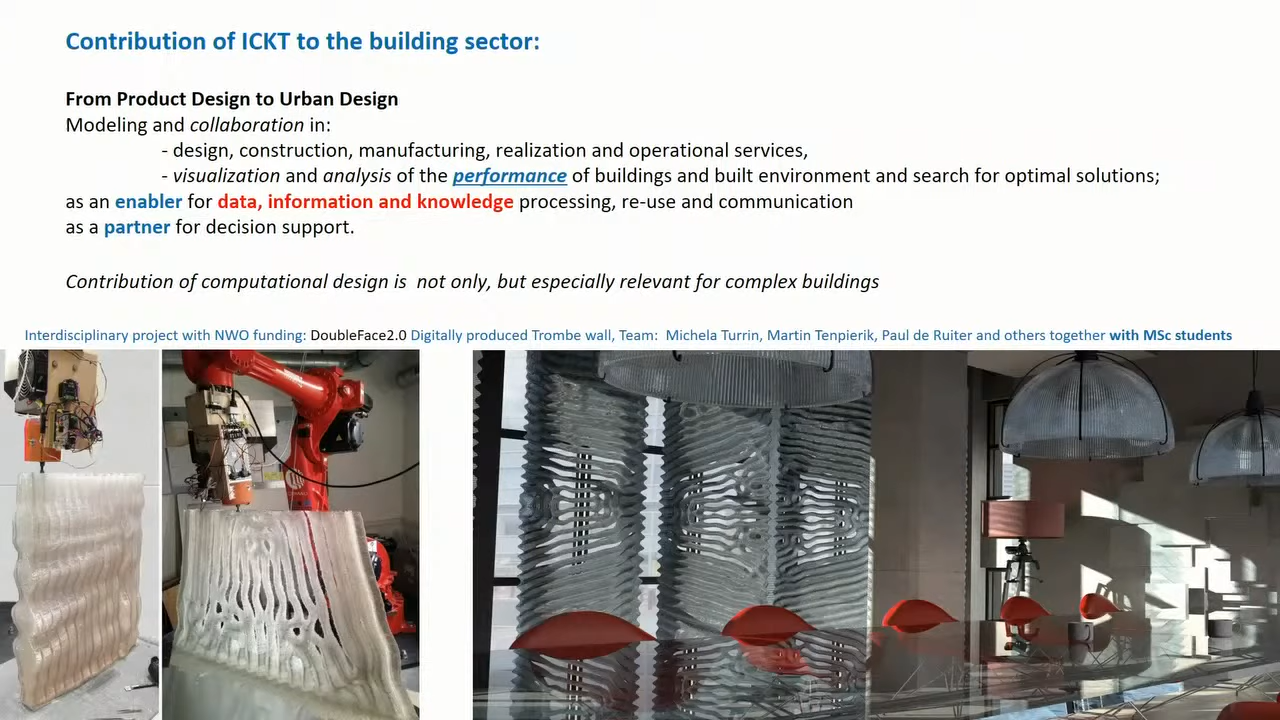 Contribution of ICKT to the building sector:
From Product Design to Urban Design
Modeling and collaboration in:
- design, construction, manufacturing, realization and operational services,
- visualization and analysis of the performance of buildings and built environment and search for optimal solutions;
as an enabler for data, information and knowledge processing, re-use and communication
as a partner for decision support.
Contribution of computational design is not only, but especially relevant for complex buildings
Interdisciplinary project with NWO funding: DoubleFace2.0 Digitally produced Trombe wall, Team: Michela Turrin, Martin Tenpierik, Paul de Ruiter and others together with MSc students